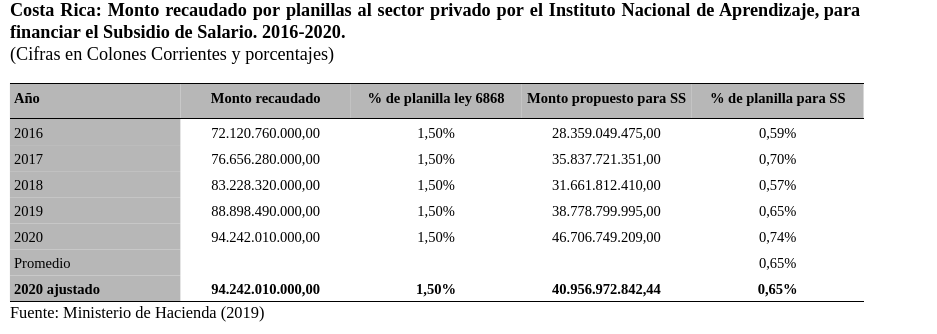 Costa Rica: Monto recaudado por planillas al sector privado por el Instituto Nacional de Aprendizaje, para
financiar el Subsidio de Salario. 2016-2020.
(Cifras en Colones Corrientes y porcentajes)
Año Monto recaudado % de planilla ley 6868 Monto propuesto para SS % de planilla para SS
2016 72.120.760.000,00 1,50% 28.359.049.475,00 0,59%
2017 76.656.280.000,00 1,50% 35.837.721.351,00 0,70%
2018 83.228.320.000,00 1,50% 31.661.812.410,00 0,57%
2019 88.898.490.000,00 1,50% 38.778.799.995,00 0,65%
2020 94.242.010.000,00 1,50% 46.706.749.209,00 0,74%
Promedio 0,65%
2020 ajustado 94.242.010.000,00 1,50% 40.956.972.842,44 0,65%
Fuente: Ministerio de Hacienda (2019)